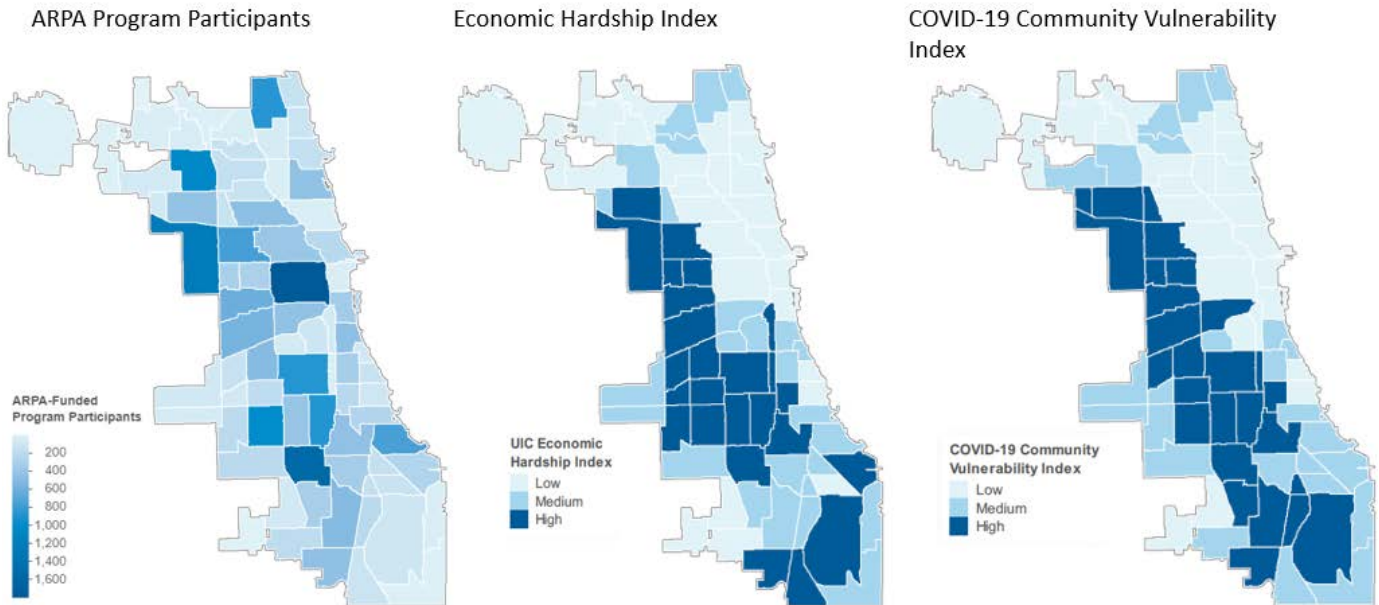 ARPA Program Participants
Economic Hardship Index
COVID-19 Community Vulnerability
Index
ARPA-Funded
Program Participants
200
400
600
800
1,000
1,200
1,400
1,600
UIC Economic
Hardship Index
Low
Medium
High
COVID-19 Community
Vulnerability Index
Low
Medium
High